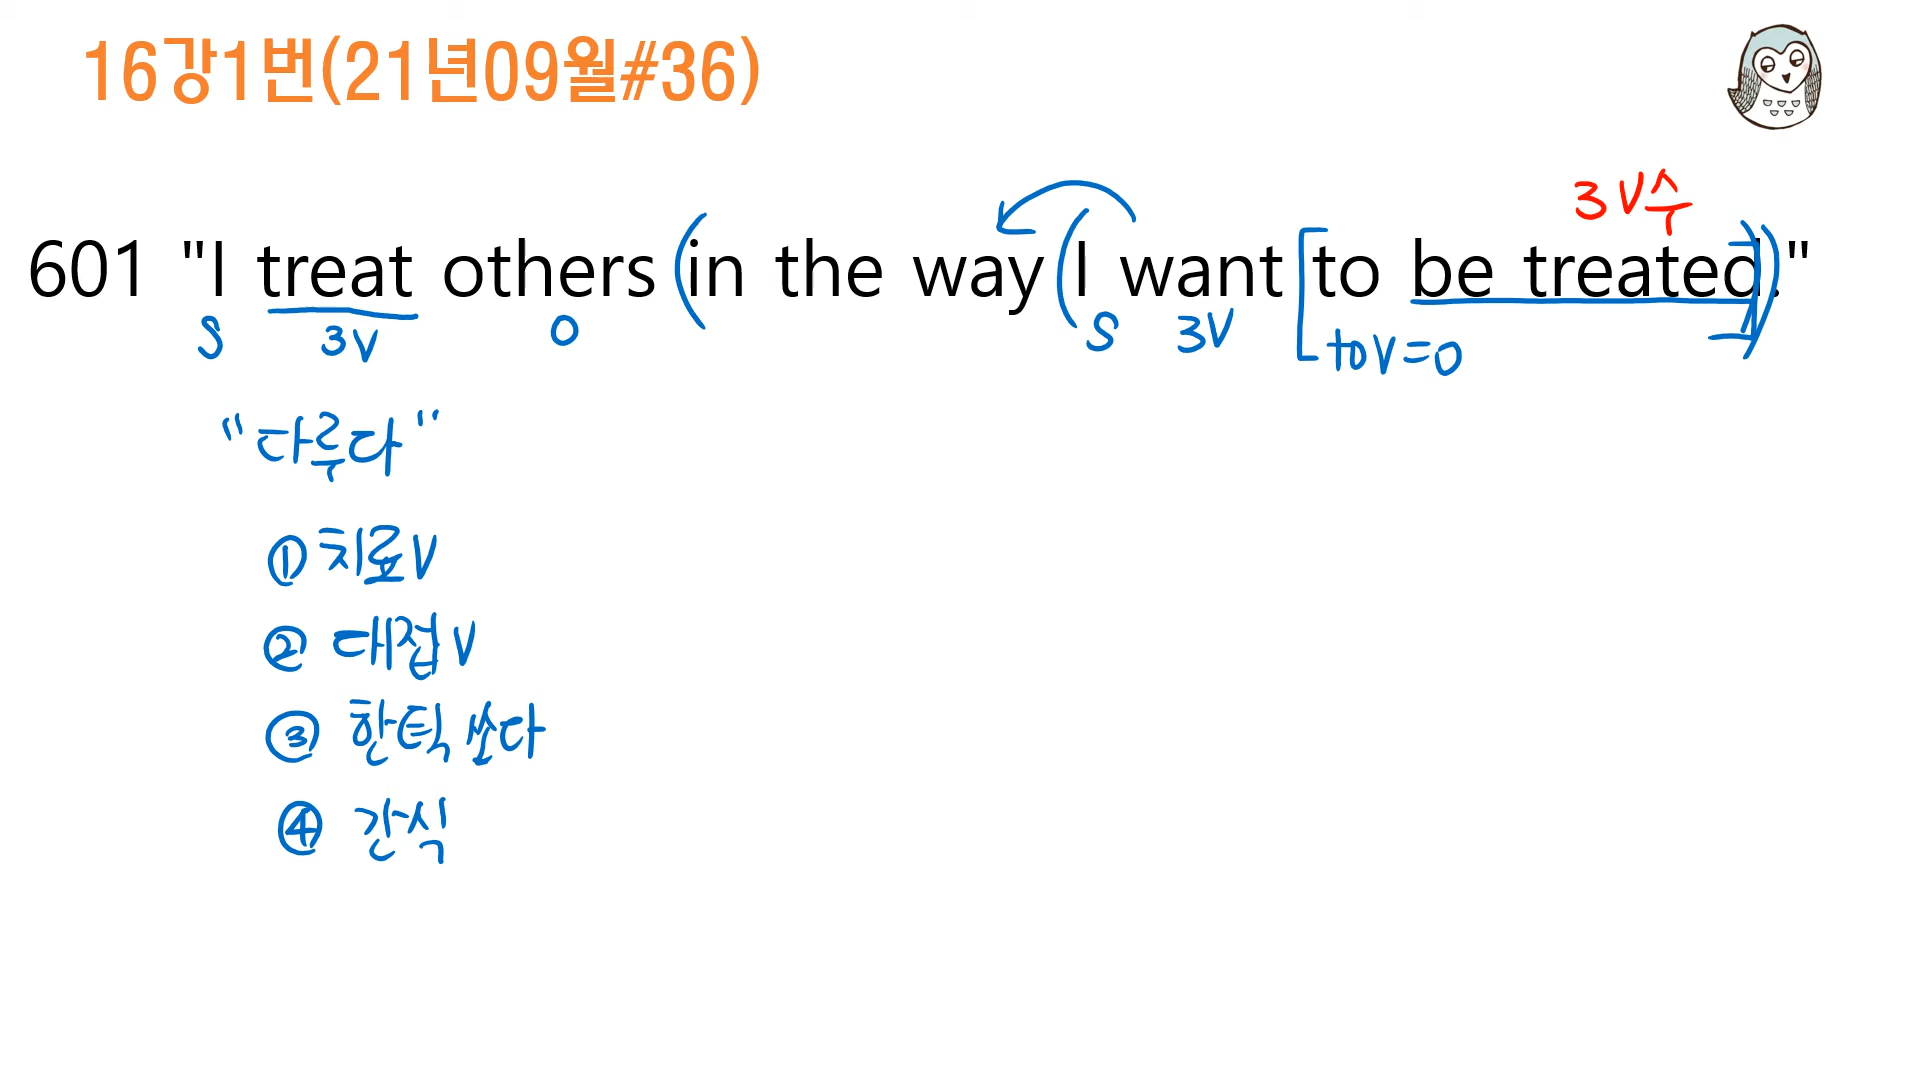 16강1번(21년09월#36)
3V수
601 "I treat others (in the way (I want [to be treated])."
S 3V O S 3V toV=O
"다루다"
① 치료V
② 대접V
③ 한턱 쏘다
④ 간식